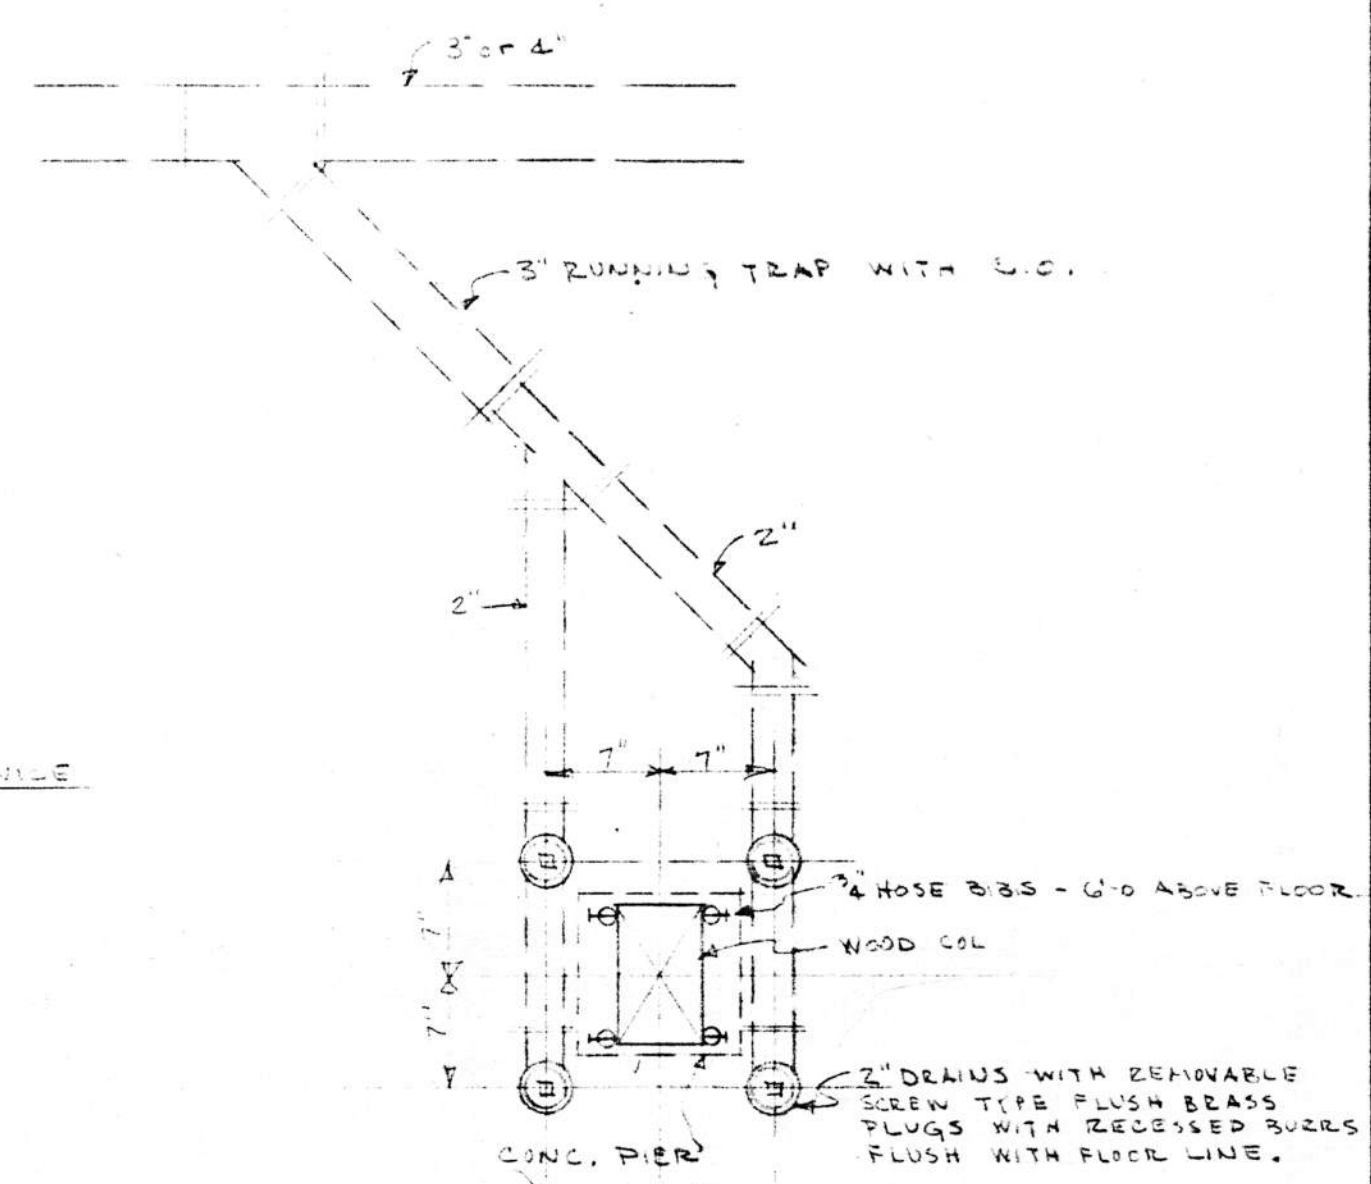 3" or 4"
3" RUNNING TRAP WITH C.O.
2"
2"
7" 7"
3/4 HOSE BIBS - 6'-0 ABOVE FLOOR.
WOOD COL
7"
7"
2" DRAINS WITH REMOVABLE
SCREW TYPE FLUSH BRASS
PLUGS WITH RECESSED
FLUSH WITH FLOOR LINE.
CONC. PIER